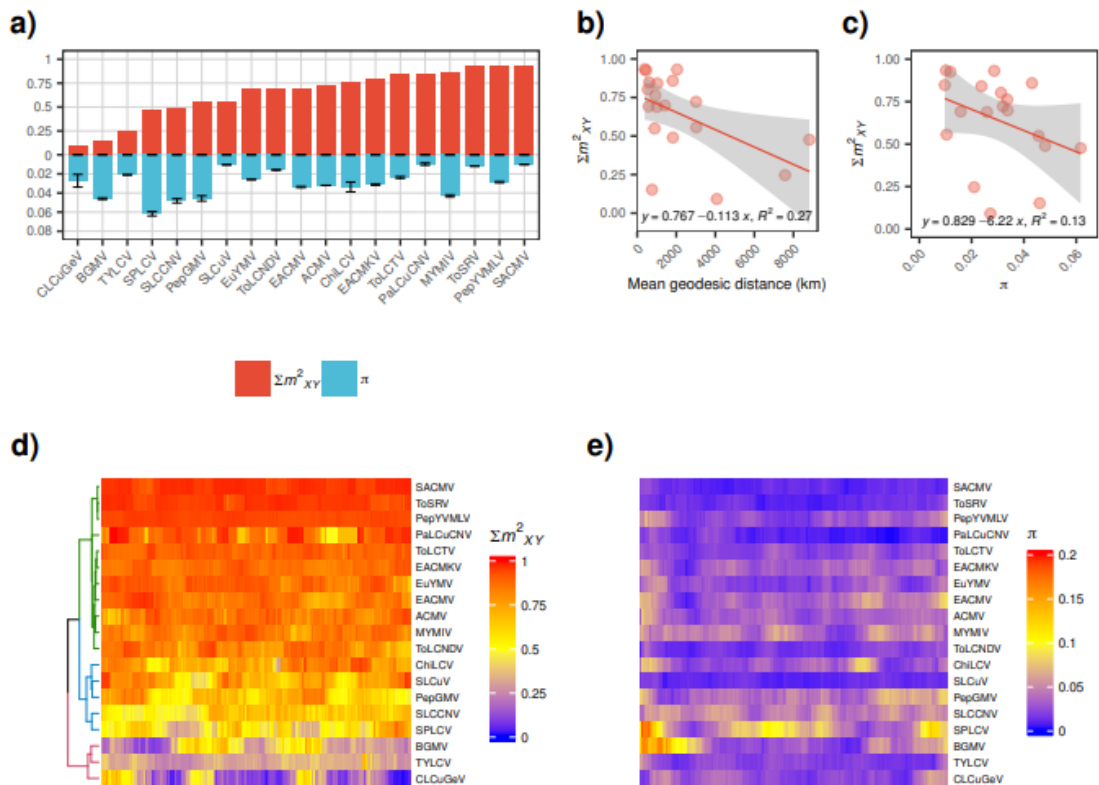 a)
1
0.75
0.5
0.25
0
0.02
0.04
0.06
0.08
CLCuGeV
BGMV
TYLCV
SPLCV
SLCCNV
PepGMV
SLCuV
EuYMV
ToLCNDV
EACMV
ACMV
ChiLCV
EACMKV
ToLCTV
PaLCuCNV
MYMIV
ToSRV
PepYVMLV
SACMV
Σm²XY
π
b)
Σm²XY
1.00
0.75
0.50
0.25
0.00
y = 0.767 −0.113 x, R² = 0.27
0
2000
4000
6000
8000
Mean geodesic distance (km)
c)
Σm²XY
1.00
0.75
0.50
0.25
0.00
y = 0.829 −6.22 x, R² = 0.13
0.00
0.02
0.04
0.06
π
d)
SACMV
ToSRV
PepYVMLV
PaLCuCNV
ToLCTV
EACMKV
EuYMV
EACMV
ACMV
MYMIV
ToLCNDV
ChiLCV
SLCuV
PepGMV
SLCCNV
SPLCV
BGMV
TYLCV
CLCuGeV
Σm²XY
1
0.75
0.5
0.25
0
e)
SACMV
ToSRV
PepYVMLV
PaLCuCNV
ToLCTV
EACMKV
EuYMV
EACMV
ACMV
MYMIV
ToLCNDV
ChiLCV
SLCuV
PepGMV
SLCCNV
SPLCV
BGMV
TYLCV
CLCuGeV
π
0.2
0.15
0.1
0.05
0